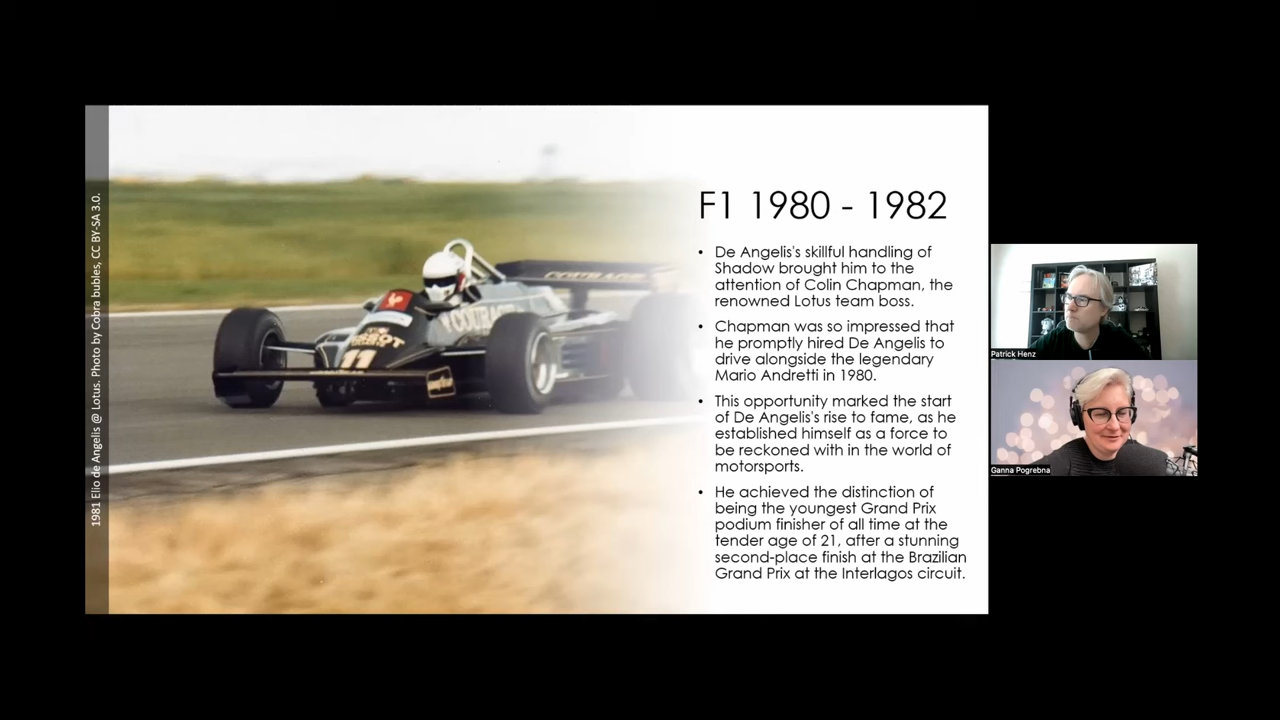 1981 Elio de Angelis @ Lotus. Photo by Cobra bubles, CC BY-SA 3.0.
COURAGE
COURAGE
11
F1 1980 - 1982
• De Angelis's skillful handling of
Shadow brought him to the
attention of Colin Chapman, the
renowned Lotus team boss.
• Chapman was so impressed that
he promptly hired De Angelis to
drive alongside the legendary
Mario Andretti in 1980.
• This opportunity marked the start
of De Angelis's rise to fame, as he
established himself as a force to
be reckoned with in the world of
motorsports.
• He achieved the distinction of
being the youngest Grand Prix
podium finisher of all time at the
tender age of 21, after a stunning
second-place finish at the Brazilian
Grand Prix at the Interlagos circuit.
Patrick Henz
Ganna Pogrebna